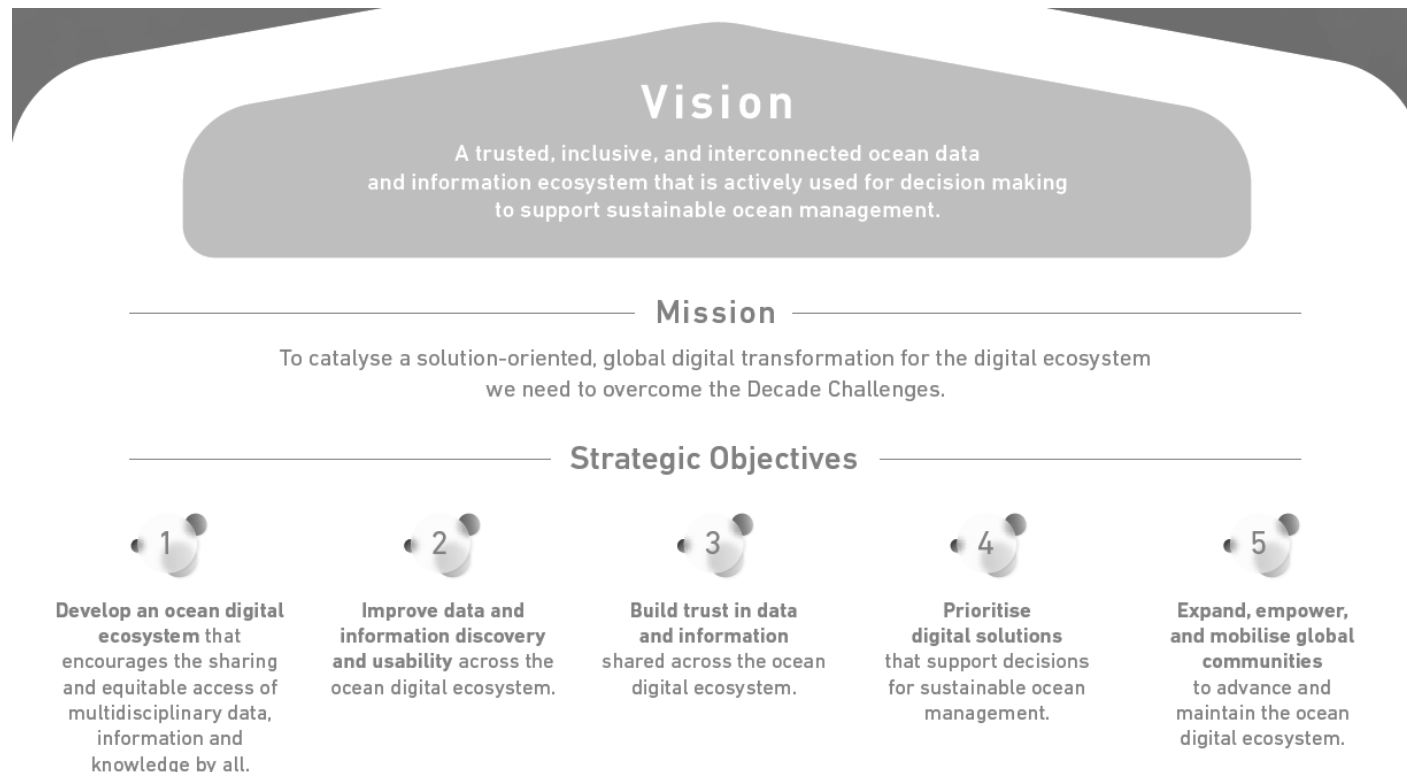 Vision
A trusted, inclusive, and interconnected ocean data
and information ecosystem that is actively used for decision making
to support sustainable ocean management.
Mission
To catalyse a solution-oriented, global digital transformation for the digital ecosystem
we need to overcome the Decade Challenges.
Strategic Objectives
1
Develop an ocean digital
ecosystem that
encourages the sharing
and equitable access of
multidisciplinary data,
information and
knowledge by all.
2
Improve data and
information discovery
and usability across the
ocean digital ecosystem.
3
Build trust in data
and information
shared across the ocean
digital ecosystem.
4
Prioritise
digital solutions
that support decisions
for sustainable ocean
management.
5
Expand, empower,
and mobilise global
communities
to advance and
maintain the ocean
digital ecosystem.